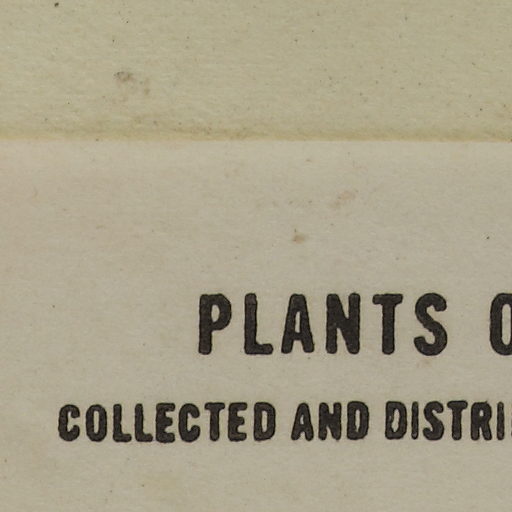 PLANTS O
COLLECTED AND DISTRI